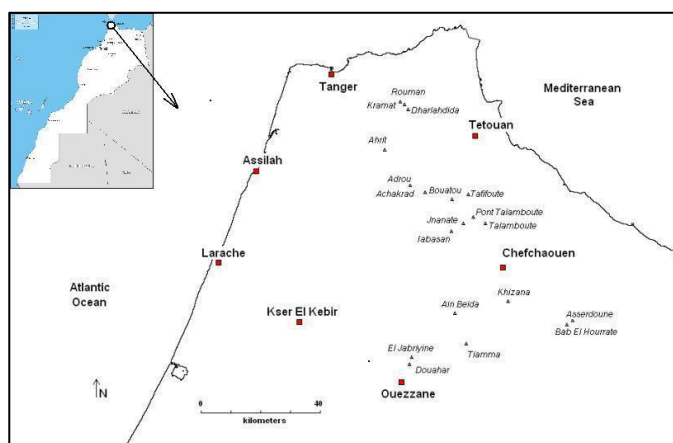 Mediterranean
Sea
Tanger
Rouman
Kramat
Dharlahdida
Tetouan
Ahrit
Assilah
Adrou
Achakrad
Bouatou
Tafifoute
Jnanate
Pont Talamboute
Talamboute
Iabasan
Larache
Chefchaouen
Atlantic
Ocean
Khizana
Kser El Kebir
Ain Beida
Asserdoune
Bab El Hourrate
El Jabriyine
Tiamma
Douahar
Ouezzane
N
0
40
kilometers